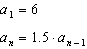 a₁ = 6
aₙ = 1.5 · aₙ₋₁